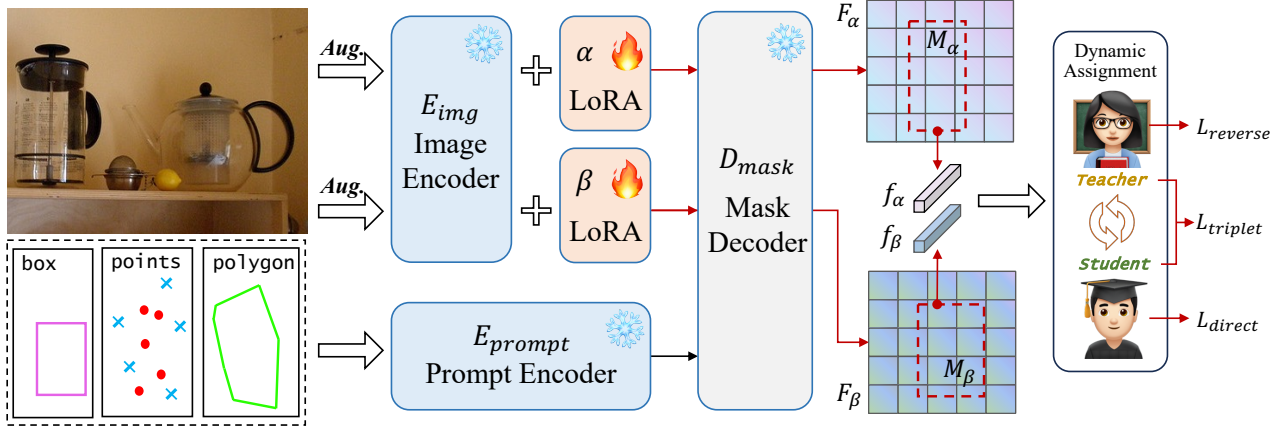 Aug.
Aug.
box
points
polygon
E_img
Image
Encoder
α
LoRA
β
LoRA
E_prompt
Prompt Encoder
D_mask
Mask
Decoder
F_α
M_α
f_α
f_β
M_β
F_β
Dynamic
Assignment
Teacher
Student
L_reverse
L_triplet
L_direct